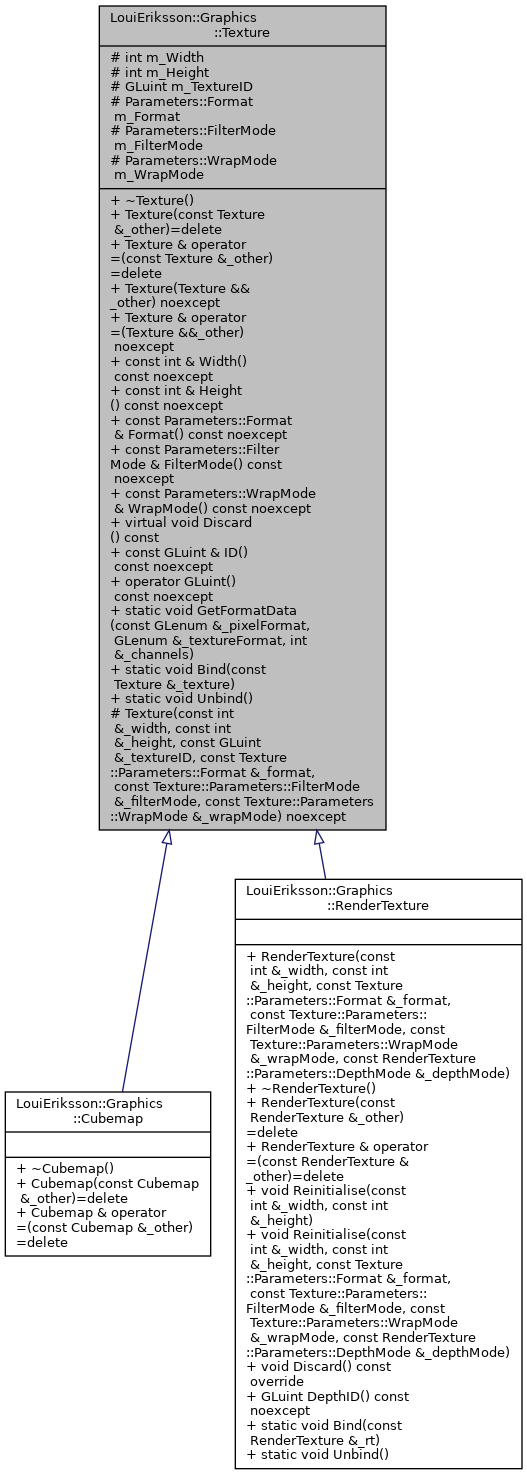 LouiEriksson::Graphics
::Texture
# int m_Width
# int m_Height
# GLuint m_TextureID
# Parameters::Format
m_Format
# Parameters::FilterMode
m_FilterMode
# Parameters::WrapMode
m_WrapMode
+ ~Texture()
+ Texture(const Texture
&_other)=delete
+ Texture & operator
=(const Texture &_other)
=delete
+ Texture(Texture &&
_other) noexcept
+ Texture & operator
=(Texture &&_other)
noexcept
+ const int & Width()
const noexcept
+ const int & Height
() const noexcept
+ const Parameters::Format
& Format() const noexcept
+ const Parameters::Filter
Mode & FilterMode() const
noexcept
+ const Parameters::WrapMode
& WrapMode() const noexcept
+ virtual void Discard
() const
+ const GLuint & ID()
const noexcept
+ operator GLuint()
const noexcept
+ static void GetFormatData
(const GLenum &_pixelFormat,
GLenum &_textureFormat, int
&_channels)
+ static void Bind(const
Texture &_texture)
+ static void Unbind()
# Texture(const int
&_width, const int
&_height, const GLuint
&_textureID, const Texture
::Parameters::Format &_format,
const Texture::Parameters::FilterMode
&_filterMode, const Texture::Parameters
::WrapMode &_wrapMode) noexcept
LouiEriksson::Graphics
::RenderTexture
+ RenderTexture(const
int &_width, const int
&_height, const Texture
::Parameters::Format &_format,
const Texture::Parameters::
FilterMode &_filterMode, const
Texture::Parameters::WrapMode
&_wrapMode, const RenderTexture
::Parameters::DepthMode &_depthMode)
+ ~RenderTexture()
+ RenderTexture(const
RenderTexture &_other)
=delete
+ RenderTexture & operator
=(const RenderTexture &
_other)=delete
+ void Reinitialise(const
int &_width, const int
&_height)
+ void Reinitialise(const
int &_width, const int
&_height, const Texture
::Parameters::Format &_format,
const Texture::Parameters::
FilterMode &_filterMode, const
Texture::Parameters::WrapMode
&_wrapMode, const RenderTexture
::Parameters::DepthMode &_depthMode)
+ void Discard() const
override
+ GLuint DepthID() const
noexcept
+ static void Bind(const
RenderTexture &_rt)
+ static void Unbind()
LouiEriksson::Graphics
::Cubemap
+ ~Cubemap()
+ Cubemap(const Cubemap
&_other)=delete
+ Cubemap & operator
=(const Cubemap &_other)
=delete